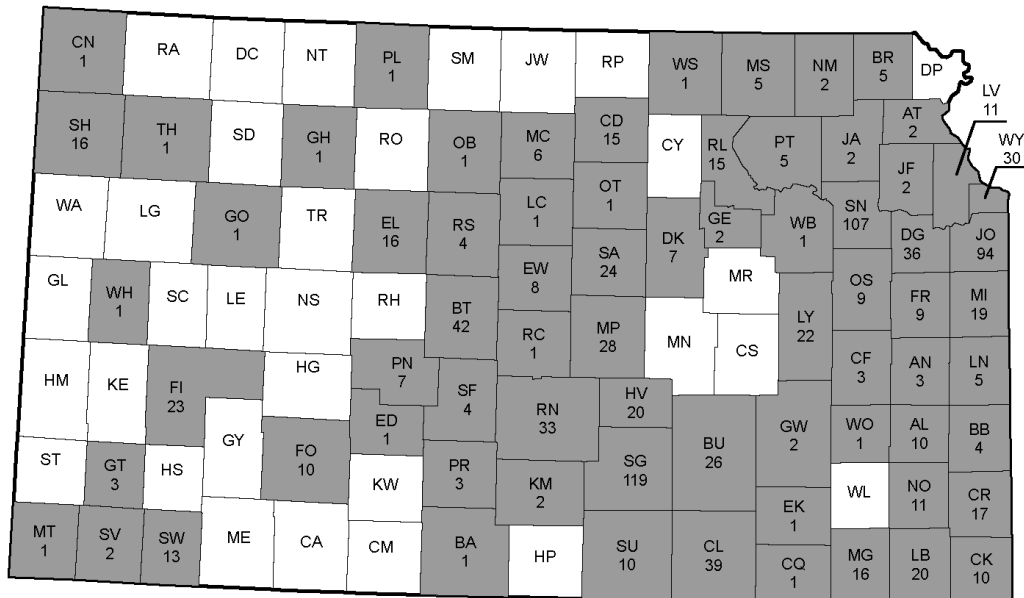 CN
1
RA
DC
NT
PL
1
SM
JW
RP
WS
1
MS
5
NM
2
BR
5
DP
LV
11
WY
30
SH
16
TH
1
SD
GH
1
RO
OB
1
MC
6
CD
15
CY
RL
15
PT
5
JA
2
AT
2
JF
2
WA
LG
GO
1
TR
EL
16
RS
4
LC
1
OT
1
DK
7
GE
2
WB
1
SN
107
DG
36
JO
94
GL
WH
1
SC
LE
NS
RH
BT
42
EW
8
SA
24
MR
LY
22
OS
9
FR
9
MI
19
RC
1
MP
28
MN
CS
HM
KE
FI
23
HG
PN
7
SF
4
CF
3
AN
3
LN
5
ED
1
RN
33
HV
20
BU
26
GW
2
WO
1
AL
10
BB
4
ST
GT
3
HS
GY
FO
10
KW
PR
3
KM
2
SG
119
EK
1
WL
NO
11
CR
17
MT
1
SV
2
SW
13
ME
CA
CM
BA
1
HP
SU
10
CL
39
CQ
1
MG
16
LB
20
CK
10